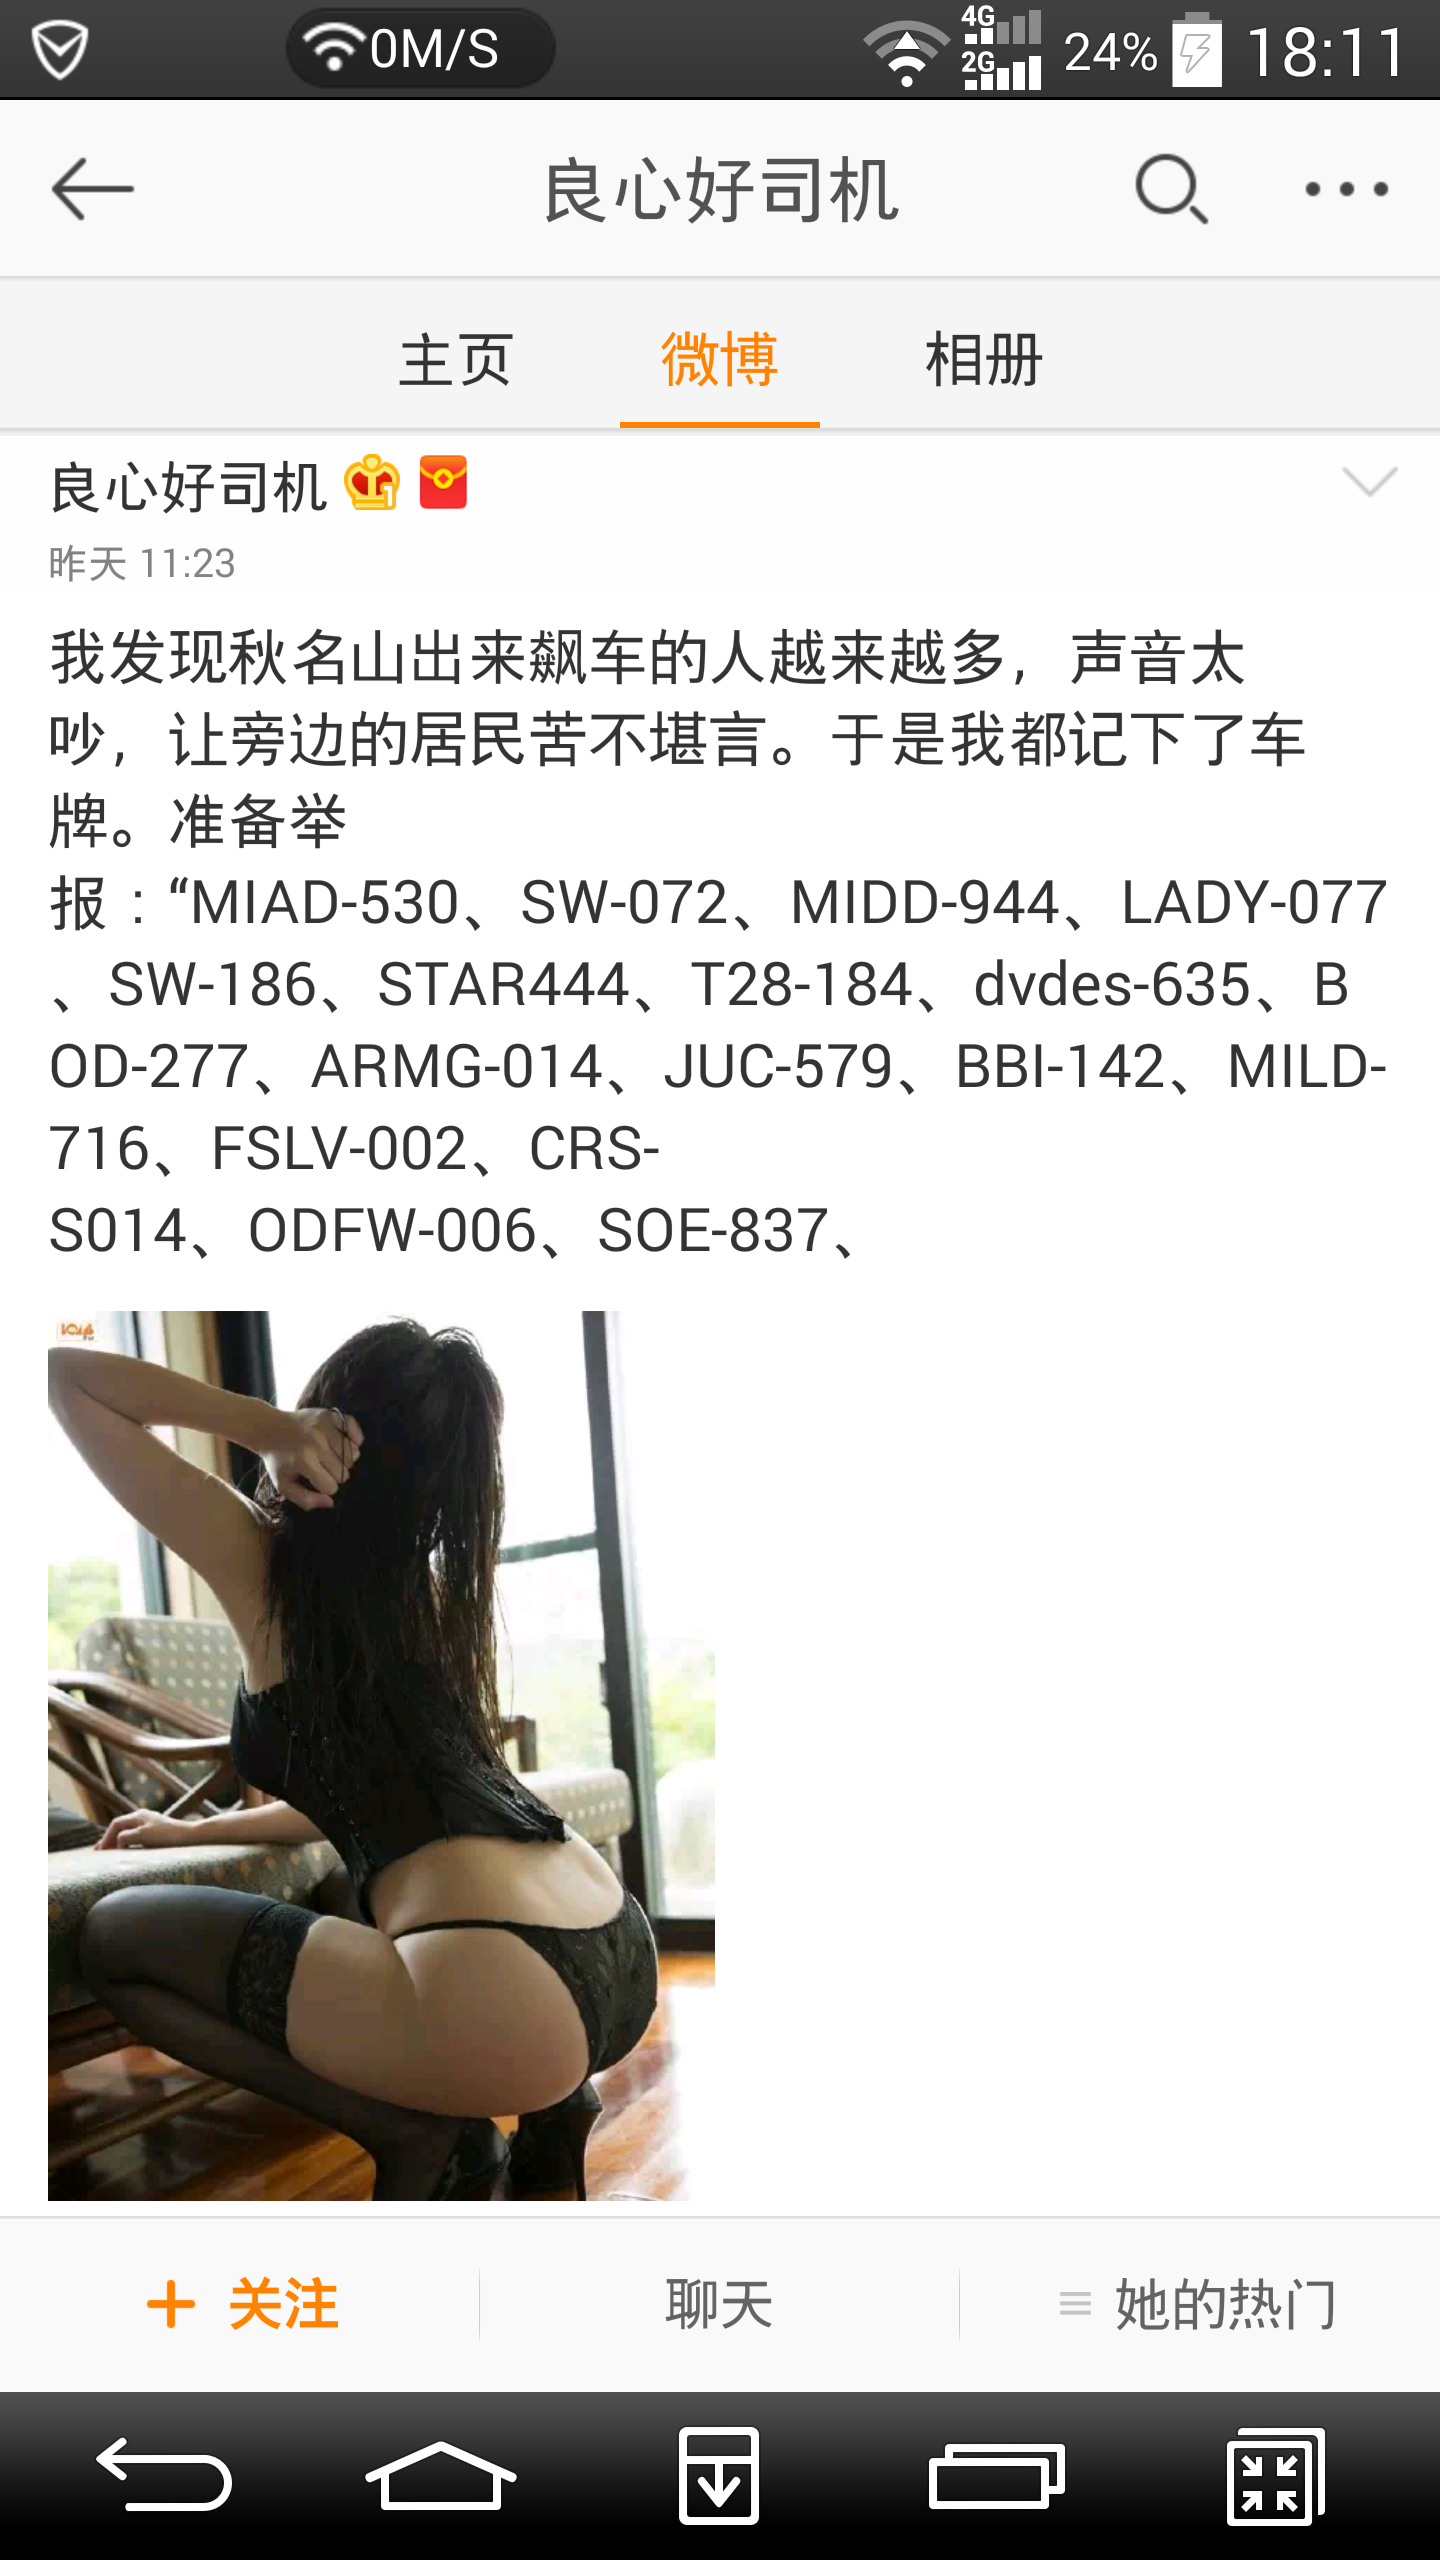 0M/S 4G 2G 24% 18:11
良心好司机
主页 微博 相册
良心好司机
昨天 11:23
我发现秋名山出来飙车的人越来越多，声音太
吵，让旁边的居民苦不堪言。于是我都记下了车
牌。准备举
报：“MIAD-530、SW-072、MIDD-944、LADY-077
、SW-186、STAR444、T28-184、dvdes-635、B
OD-277、ARMG-014、JUC-579、BBI-142、MILD-
716、FSLV-002、CRS-
S014、ODFW-006、SOE-837、
关注 聊天 她的热门